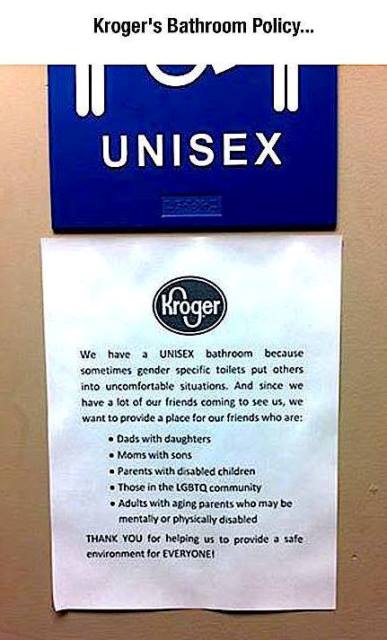 Kroger's Bathroom Policy...
UNISEX
Kroger
We have a UNISEX bathroom because
sometimes gender specific toilets put others
into uncomfortable situations. And since we
have a lot of our friends coming to see us, we
want to provide a place for our friends who are:
• Dads with daughters
• Moms with sons
• Parents with disabled children
• Those in the LGBTQ community
• Adults with aging parents who may be
mentally or physically disabled
THANK YOU for helping us to provide a safe
environment for EVERYONE!